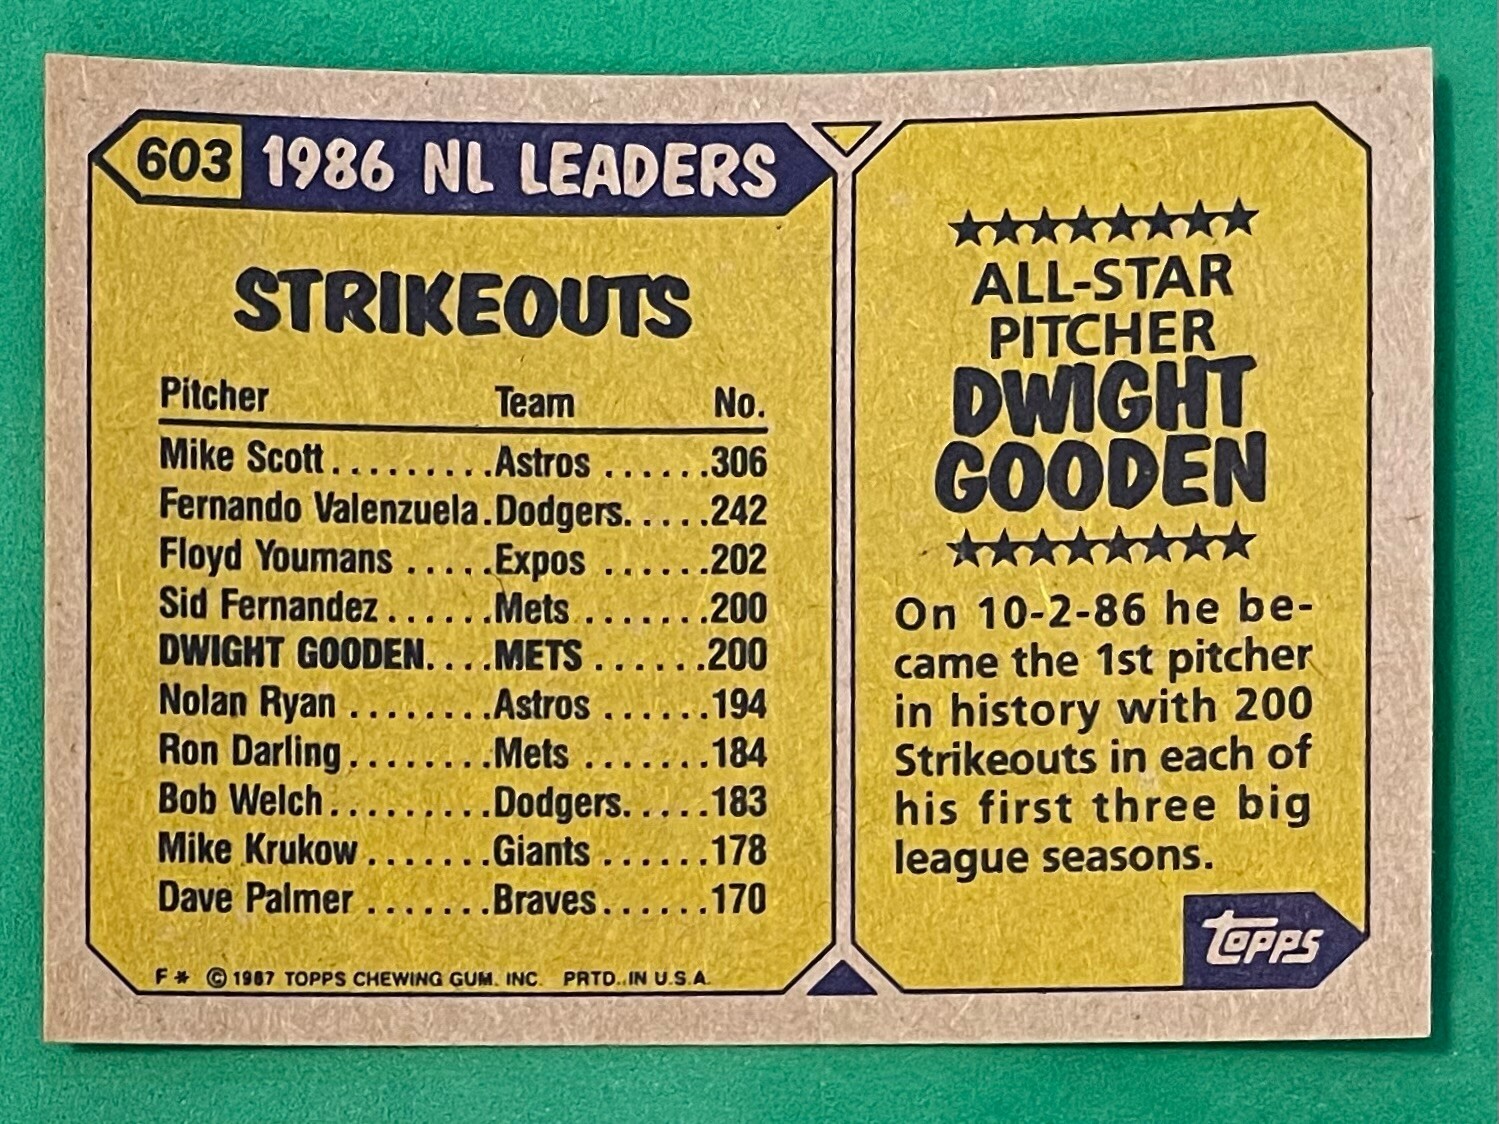 603 1986 NL LEADERS
STRIKEOUTS
Pitcher Team No.
Mike Scott.........Astros ......306
Fernando Valenzuela.Dodgers.....242
Floyd Youmans .....Expos ......202
Sid Fernandez......Mets.......200
DWIGHT GOODEN....METS ......200
Nolan Ryan ........Astros ......194
Ron Darling........Mets .......184
Bob Welch.........Dodgers.....183
Mike Krukow.......Giants ......178
Dave Palmer .......Braves......170
F* © 1987 TOPPS CHEWING GUM, INC. PRTD. IN U.S.A.
★★★★★★★★
ALL-STAR
PITCHER
DWIGHT
GOODEN
★★★★★★★★
On 10-2-86 he be-
came the 1st pitcher
in history with 200
Strikeouts in each of
his first three big
league seasons.
topps